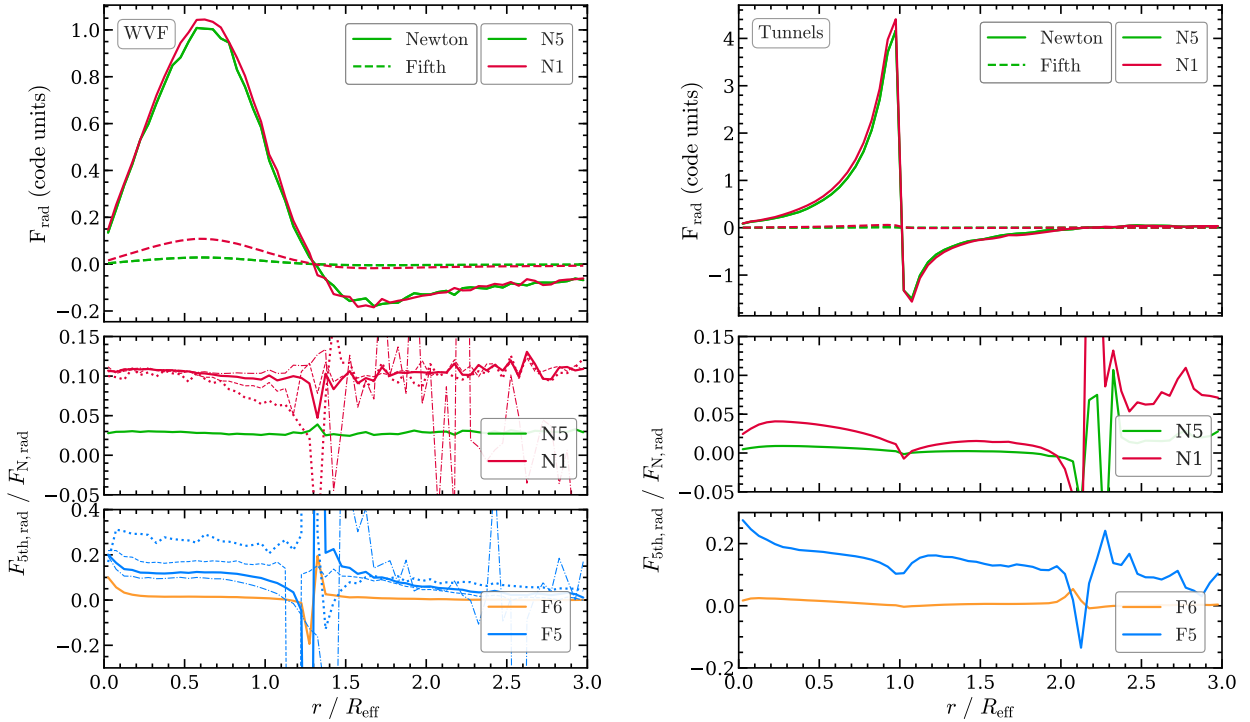 WVF
Newton
Fifth
N5
N1
1.0
0.8
0.6
0.4
0.2
0.0
−0.2
F_rad (code units)
0.15
0.10
0.05
0.00
−0.05
N5
N1
F_5th,rad / F_N,rad
0.4
0.2
0.0
−0.2
F6
F5
0.0 0.5 1.0 1.5 2.0 2.5 3.0
r / R_eff
Tunnels
Newton
Fifth
N5
N1
4
3
2
1
0
−1
F_rad (code units)
0.15
0.10
0.05
0.00
−0.05
N5
N1
F_5th,rad / F_N,rad
0.2
0.0
−0.2
F6
F5
0.0 0.5 1.0 1.5 2.0 2.5 3.0
r / R_eff